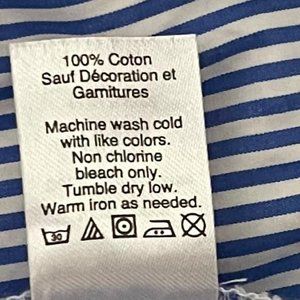 100% Coton
Sauf Décoration et
Garnitures
Machine wash cold
with like colors.
Non chlorine
bleach only.
Tumble dry low.
Warm iron as needed.
30